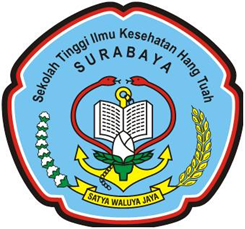 Sekolah Tinggi Ilmu Kesehatan Hang Tuah
SURABAYA
SATYA WALUYA JAYA